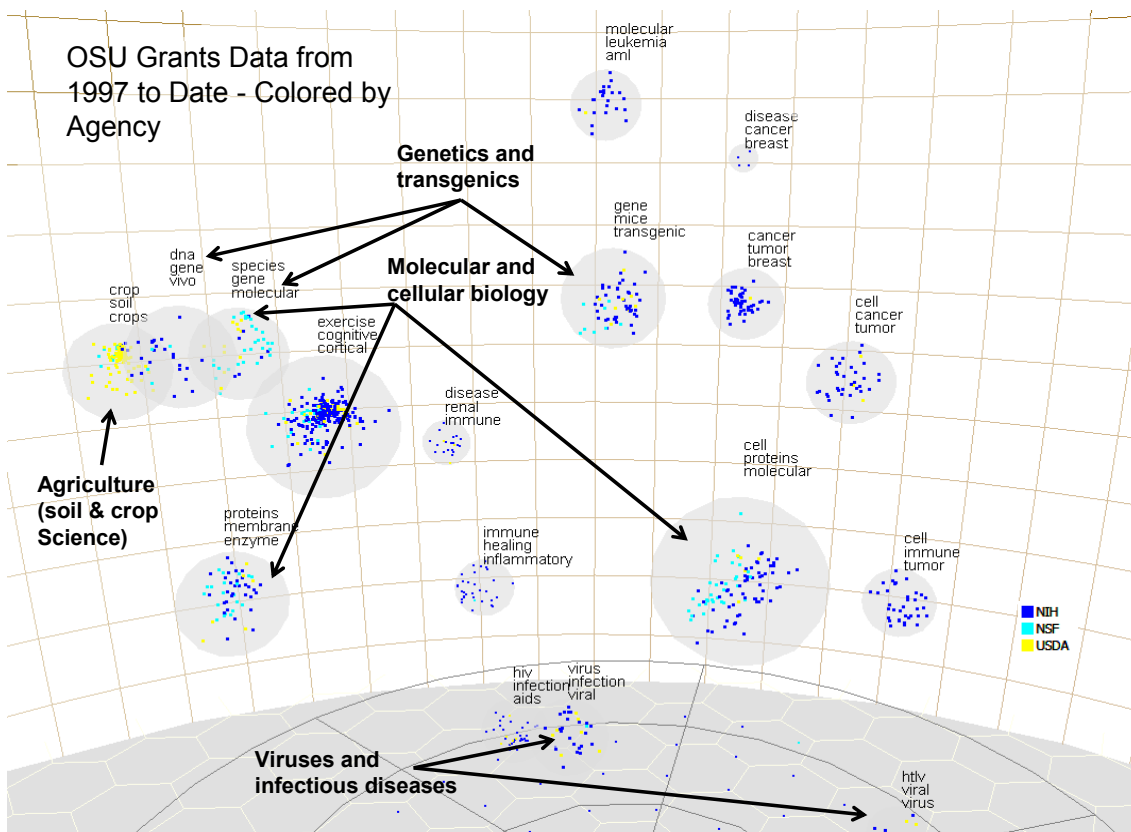 OSU Grants Data from
1997 to Date - Colored by
Agency
molecular
leukemia
aml
disease
cancer
breast
Genetics and
transgenics
gene
mice
transgenic
cancer
tumor
breast
dna
gene
vivo
species
gene
molecular
Molecular and
cellular biology
crop
soil
crops
exercise
cognitive
cortical
cell
cancer
tumor
disease
renal
immune
cell
proteins
molecular
Agriculture
(soil & crop
Science)
proteins
membrane
enzyme
immune
healing
inflammatory
cell
immune
tumor
NIH
NSF
USDA
hiv
infection
aids
virus
infection
viral
Viruses and
infectious diseases
htlv
viral
virus